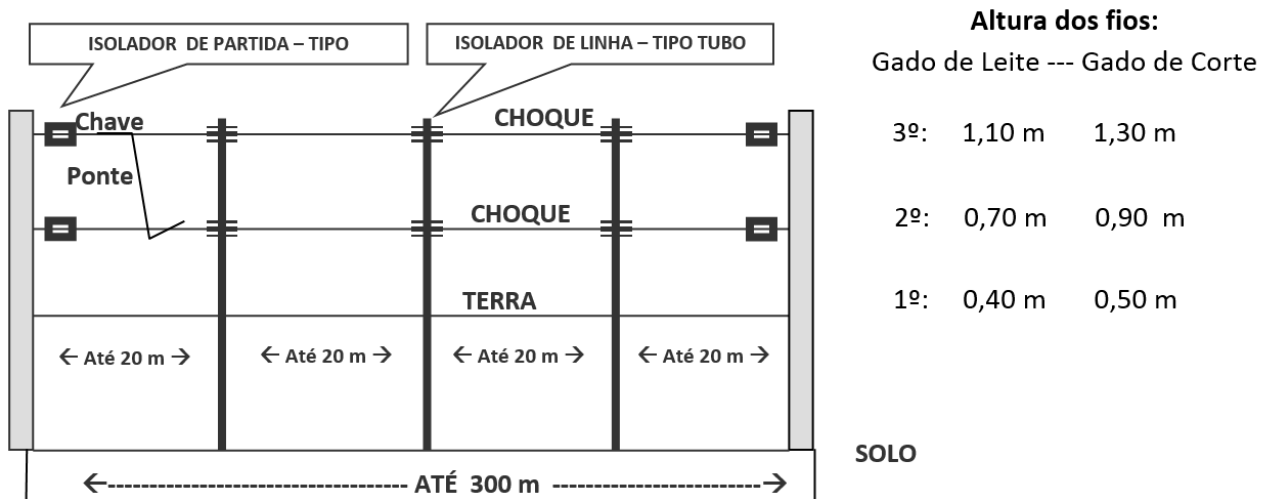 ISOLADOR DE PARTIDA – TIPO
ISOLADOR DE LINHA – TIPO TUBO
Chave
CHOQUE
Ponte
CHOQUE
TERRA
← Até 20 m →
← Até 20 m →
← Até 20 m →
← Até 20 m →
←--------------------------------- ATÉ 300 m -----------------------→
SOLO
Altura dos fios:
Gado de Leite --- Gado de Corte
3º: 1,10 m 1,30 m
2º: 0,70 m 0,90 m
1º: 0,40 m 0,50 m